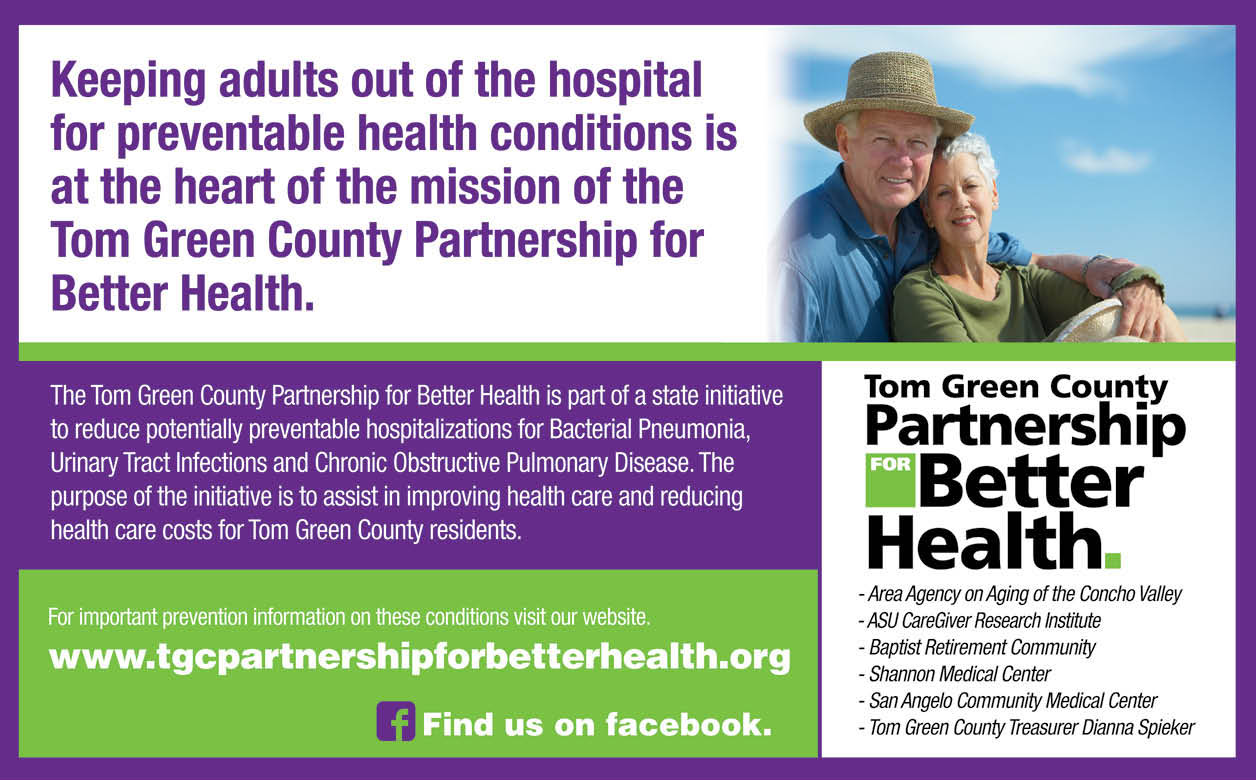 Keeping adults out of the hospital
for preventable health conditions is
at the heart of the mission of the
Tom Green County Partnership for
Better Health.
The Tom Green County Partnership for Better Health is part of a state initiative
to reduce potentially preventable hospitalizations for Bacterial Pneumonia,
Urinary Tract Infections and Chronic Obstructive Pulmonary Disease. The
purpose of the initiative is to assist in improving health care and reducing
health care costs for Tom Green County residents.
For important prevention information on these conditions visit our website.
www.tgcpartnershipforbetterhealth.org
f Find us on facebook.
Tom Green County
Partnership
FOR Better
Health.
- Area Agency on Aging of the Concho Valley
- ASU CareGiver Research Institute
- Baptist Retirement Community
- Shannon Medical Center
- San Angelo Community Medical Center
- Tom Green County Treasurer Dianna Spieker